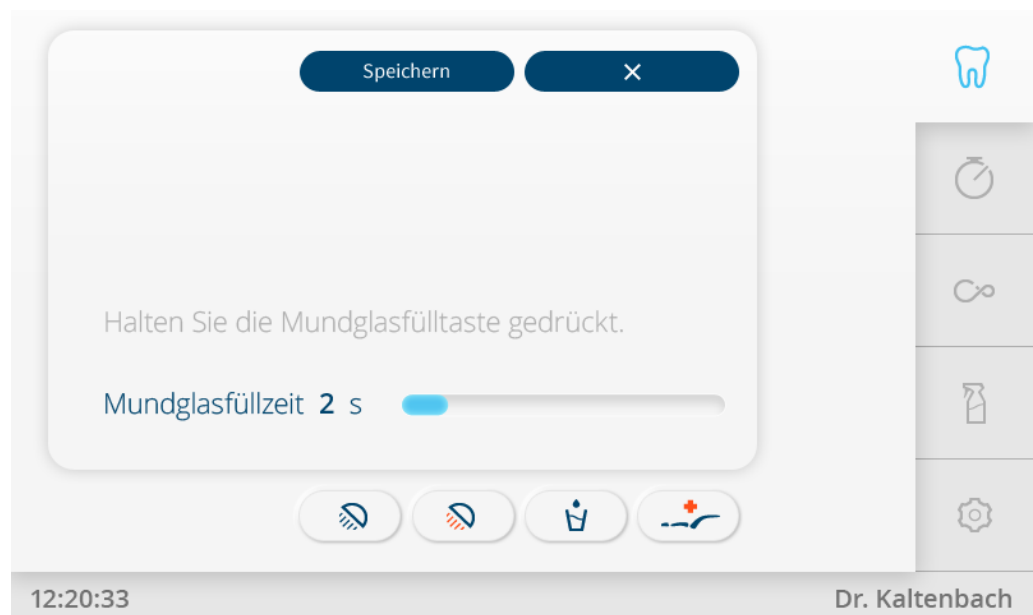 Speichern
Halten Sie die Mundglasfülltaste gedrückt.
Mundglasfüllzeit 2 s
12:20:33 Dr. Kaltenbach